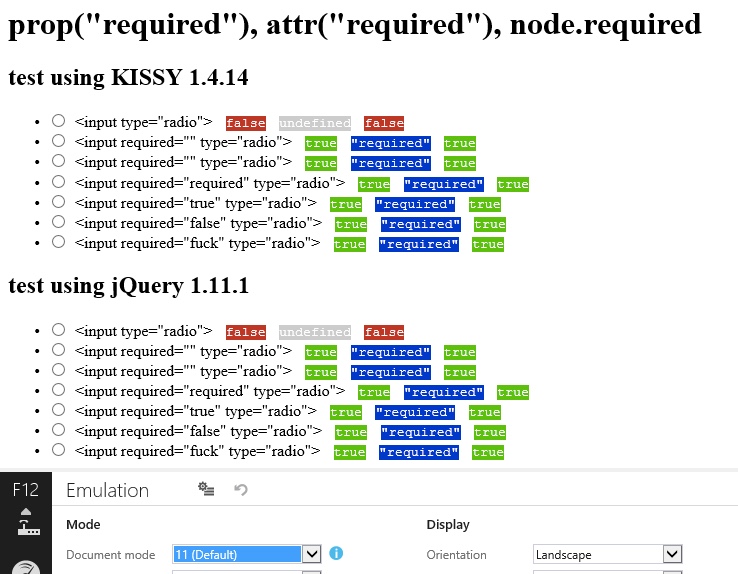 prop("required"), attr("required"), node.required
test using KISSY 1.4.14
<input type="radio"> false undefined false
<input required="" type="radio"> true "required" true
<input required="" type="radio"> true "required" true
<input required="required" type="radio"> true "required" true
<input required="true" type="radio"> true "required" true
<input required="false" type="radio"> true "required" true
<input required="fuck" type="radio"> true "required" true
test using jQuery 1.11.1
<input type="radio"> false undefined false
<input required="" type="radio"> true "required" true
<input required="" type="radio"> true "required" true
<input required="required" type="radio"> true "required" true
<input required="true" type="radio"> true "required" true
<input required="false" type="radio"> true "required" true
<input required="fuck" type="radio"> true "required" true
F12 Emulation
Mode Display
Document mode 11 (Default) Orientation Landscape